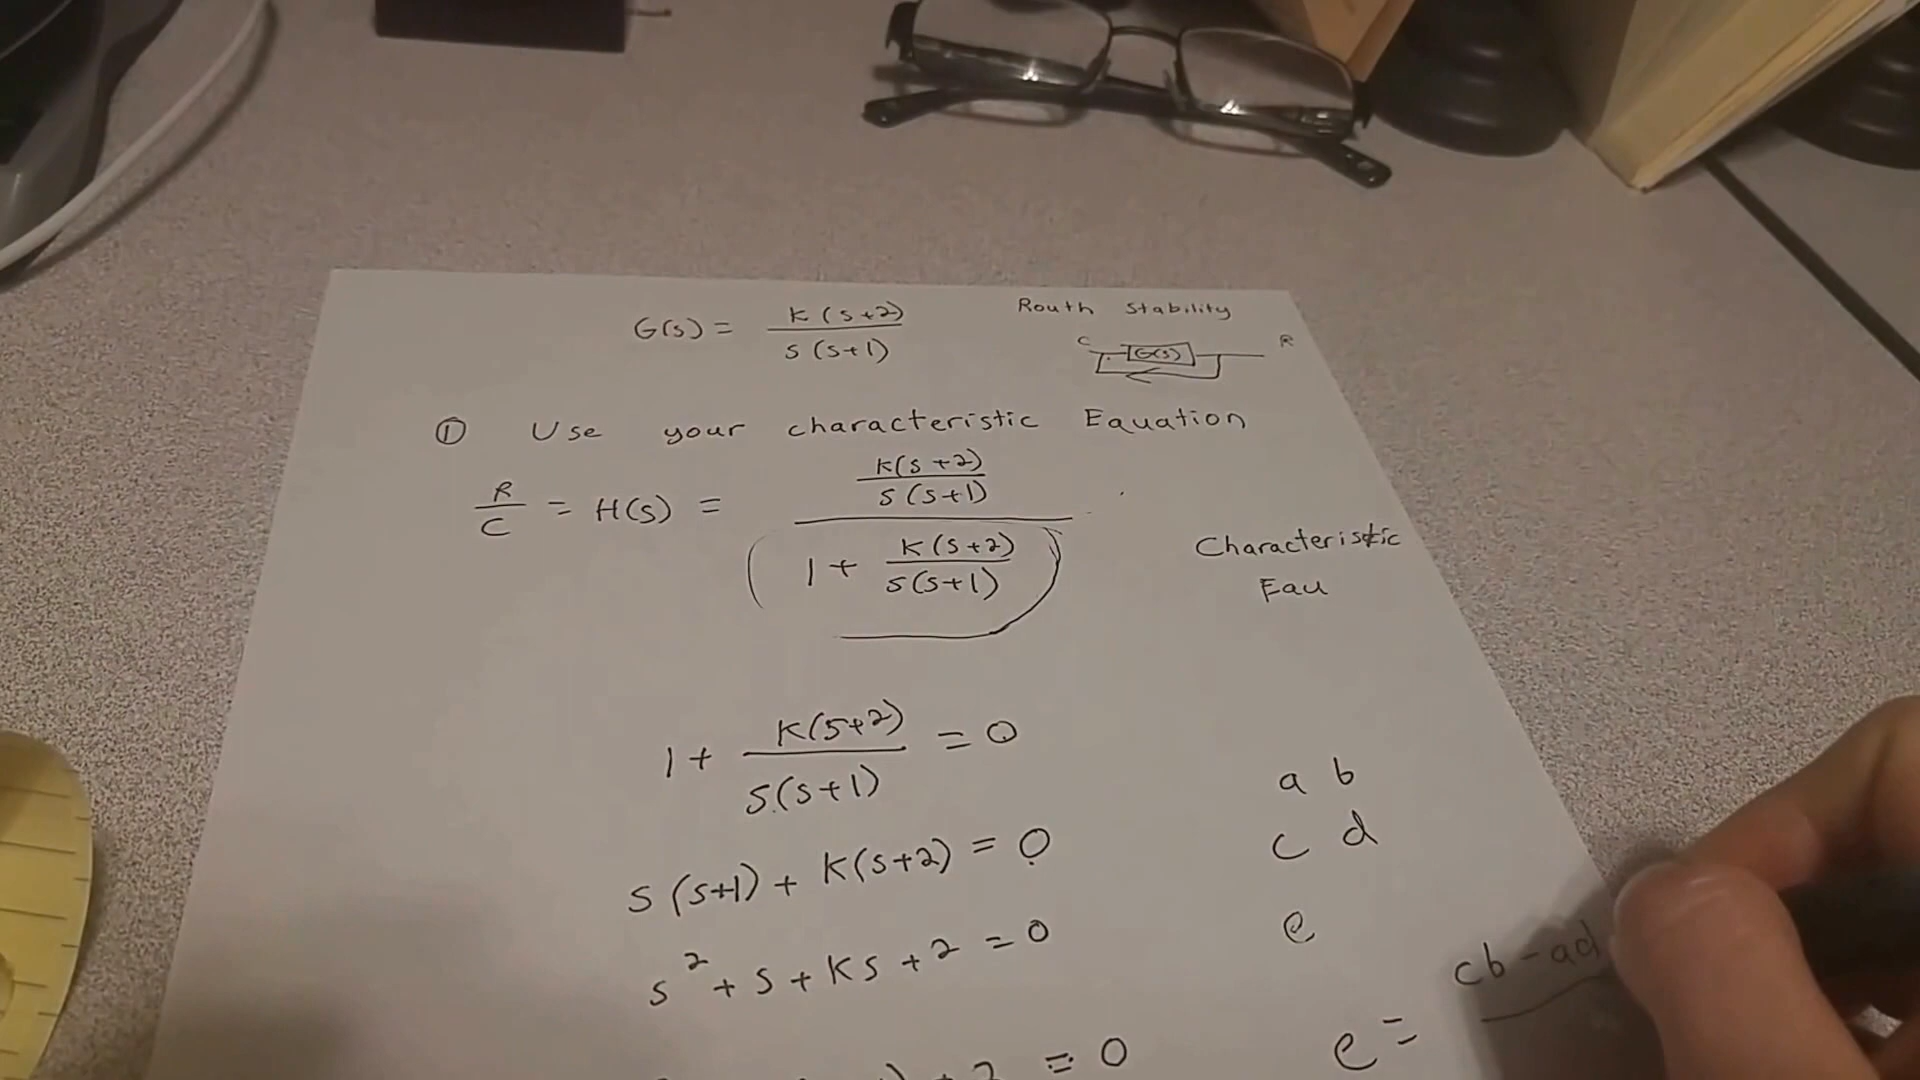 G(s) = K(s+2) / s(s+1)
Routh Stability
C G(s) R
① Use your characteristic Equation
R/C = H(s) = K(s+2) / s(s+1)
1 + K(s+2) / s(s+1)
Characteristic
Equ
1 + K(s+2) / s(s+1) = 0
a b
s(s+1) + K(s+2) = 0
c d
s² + s + Ks + 2 = 0
e
cb-ad
e =
) + 2 = 0